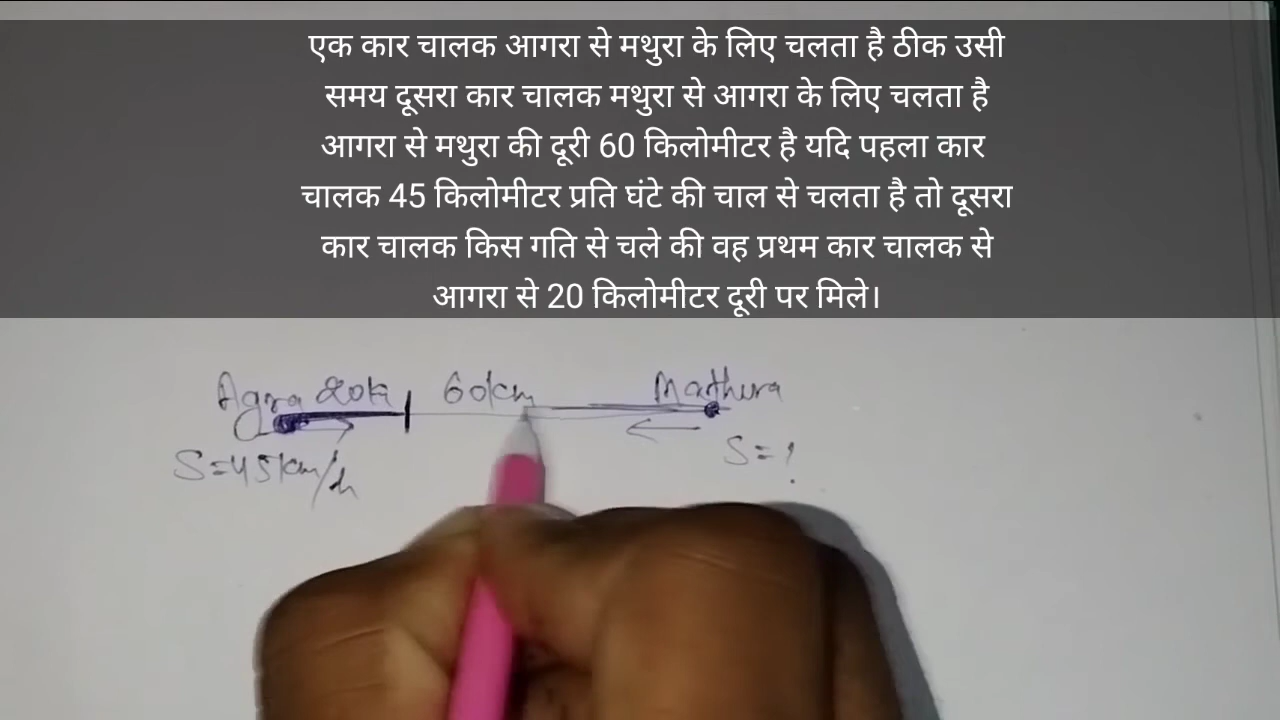 एक कार चालक आगरा से मथुरा के लिए चलता है ठीक उसी
समय दूसरा कार चालक मथुरा से आगरा के लिए चलता है
आगरा से मथुरा की दूरी 60 किलोमीटर है यदि पहला कार
चालक 45 किलोमीटर प्रति घंटे की चाल से चलता है तो दूसरा
कार चालक किस गति से चले की वह प्रथम कार चालक से
आगरा से 20 किलोमीटर दूरी पर मिले।
Agra 20k 60km Mathura
S=45km/h S=?